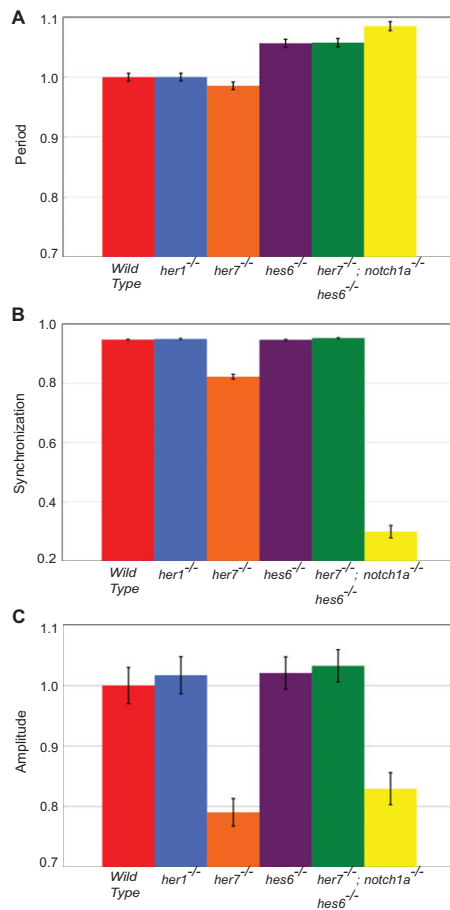 A
1.1
1.0
0.9
0.8
0.7
Period
Wild Type
her1-/-
her7-/-
hes6-/-
her7-/-;
hes6-/-
notch1a-/-
B
1.0
0.8
0.6
0.4
0.2
Synchronization
Wild Type
her1-/-
her7-/-
hes6-/-
her7-/-;
hes6-/-
notch1a-/-
C
1.1
1.0
0.9
0.8
0.7
Amplitude
Wild Type
her1-/-
her7-/-
hes6-/-
her7-/-;
hes6-/-
notch1a-/-